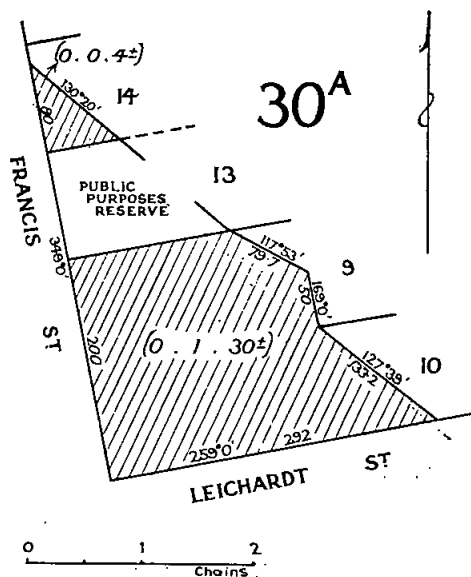 (0. 0. 4±)
130°20'
14
80
30A
FRANCIS
PUBLIC
PURPOSES
RESERVE
13
348°0'
117°53'
79.7
9
169°0'
50
ST
200
(0. 1. 30±)
127°39'
133.2
10
259°0'
292
LEICHARDT ST
0 1 2
Chains